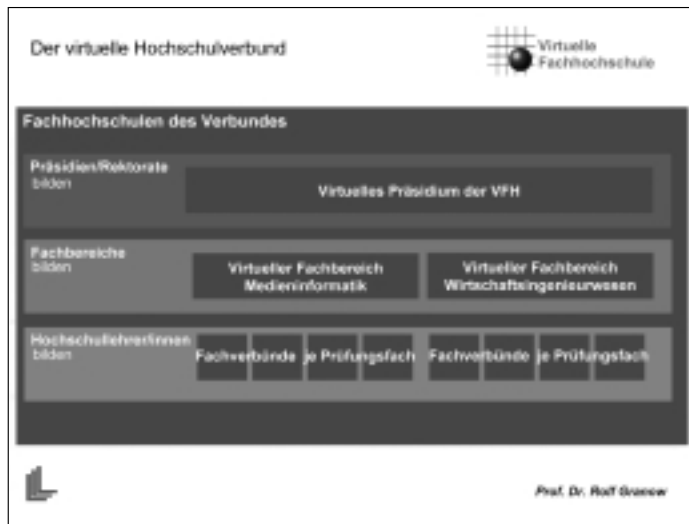 Der virtuelle Hochschulverbund
Virtuelle
Fachhochschule
Fachhochschulen des Verbundes
Präsidien/Rektorate
bilden
Virtuelles Präsidium der VFH
Fachbereiche
bilden
Virtueller Fachbereich
Medieninformatik
Virtueller Fachbereich
Wirtschaftsingenieurwesen
Hochschullehrer/innen
bilden
Fachverbünde je Prüfungsfach
Fachverbünde je Prüfungsfach
Prof. Dr. Rolf Granow